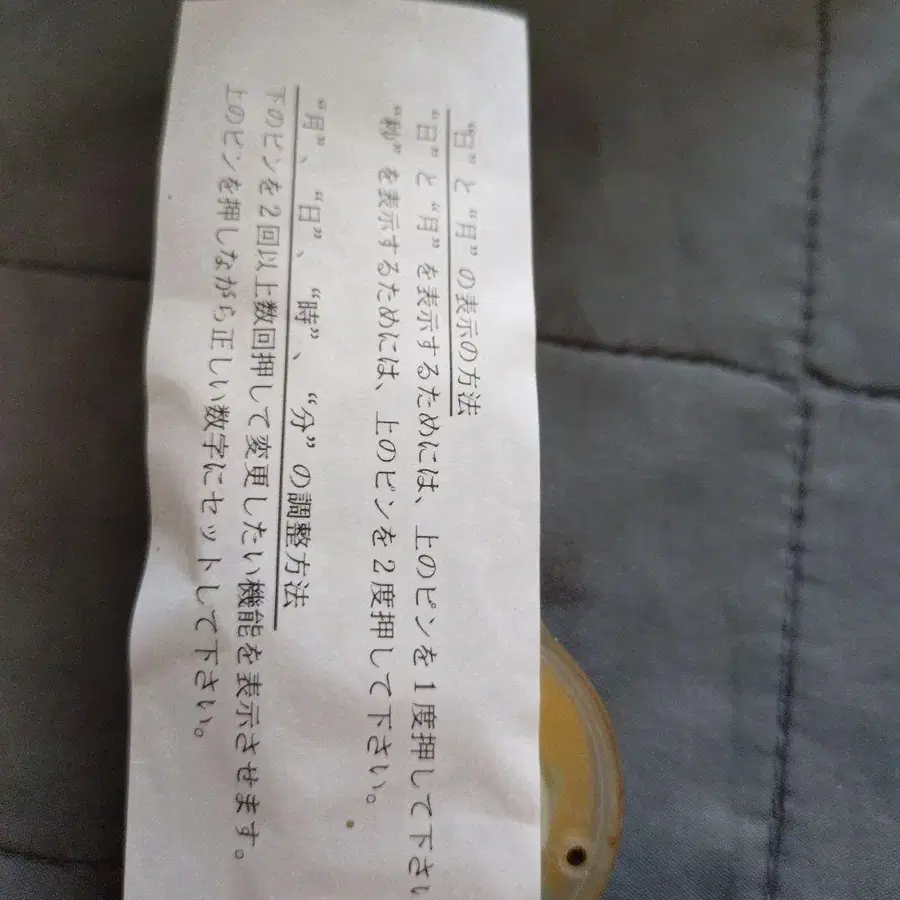 “日”と“月”の表示の方法
“日”と“月”を表示するためには、上のピンを1度押して下さい
“秒”を表示するためには、上のピンを2度押して下さい。
“月”、“日”、“時”、“分”の調整方法
下のピンを2回以上数回押して変更したい機能を表示させます。
上のピンを押しながら正しい数字にセットして下さい。